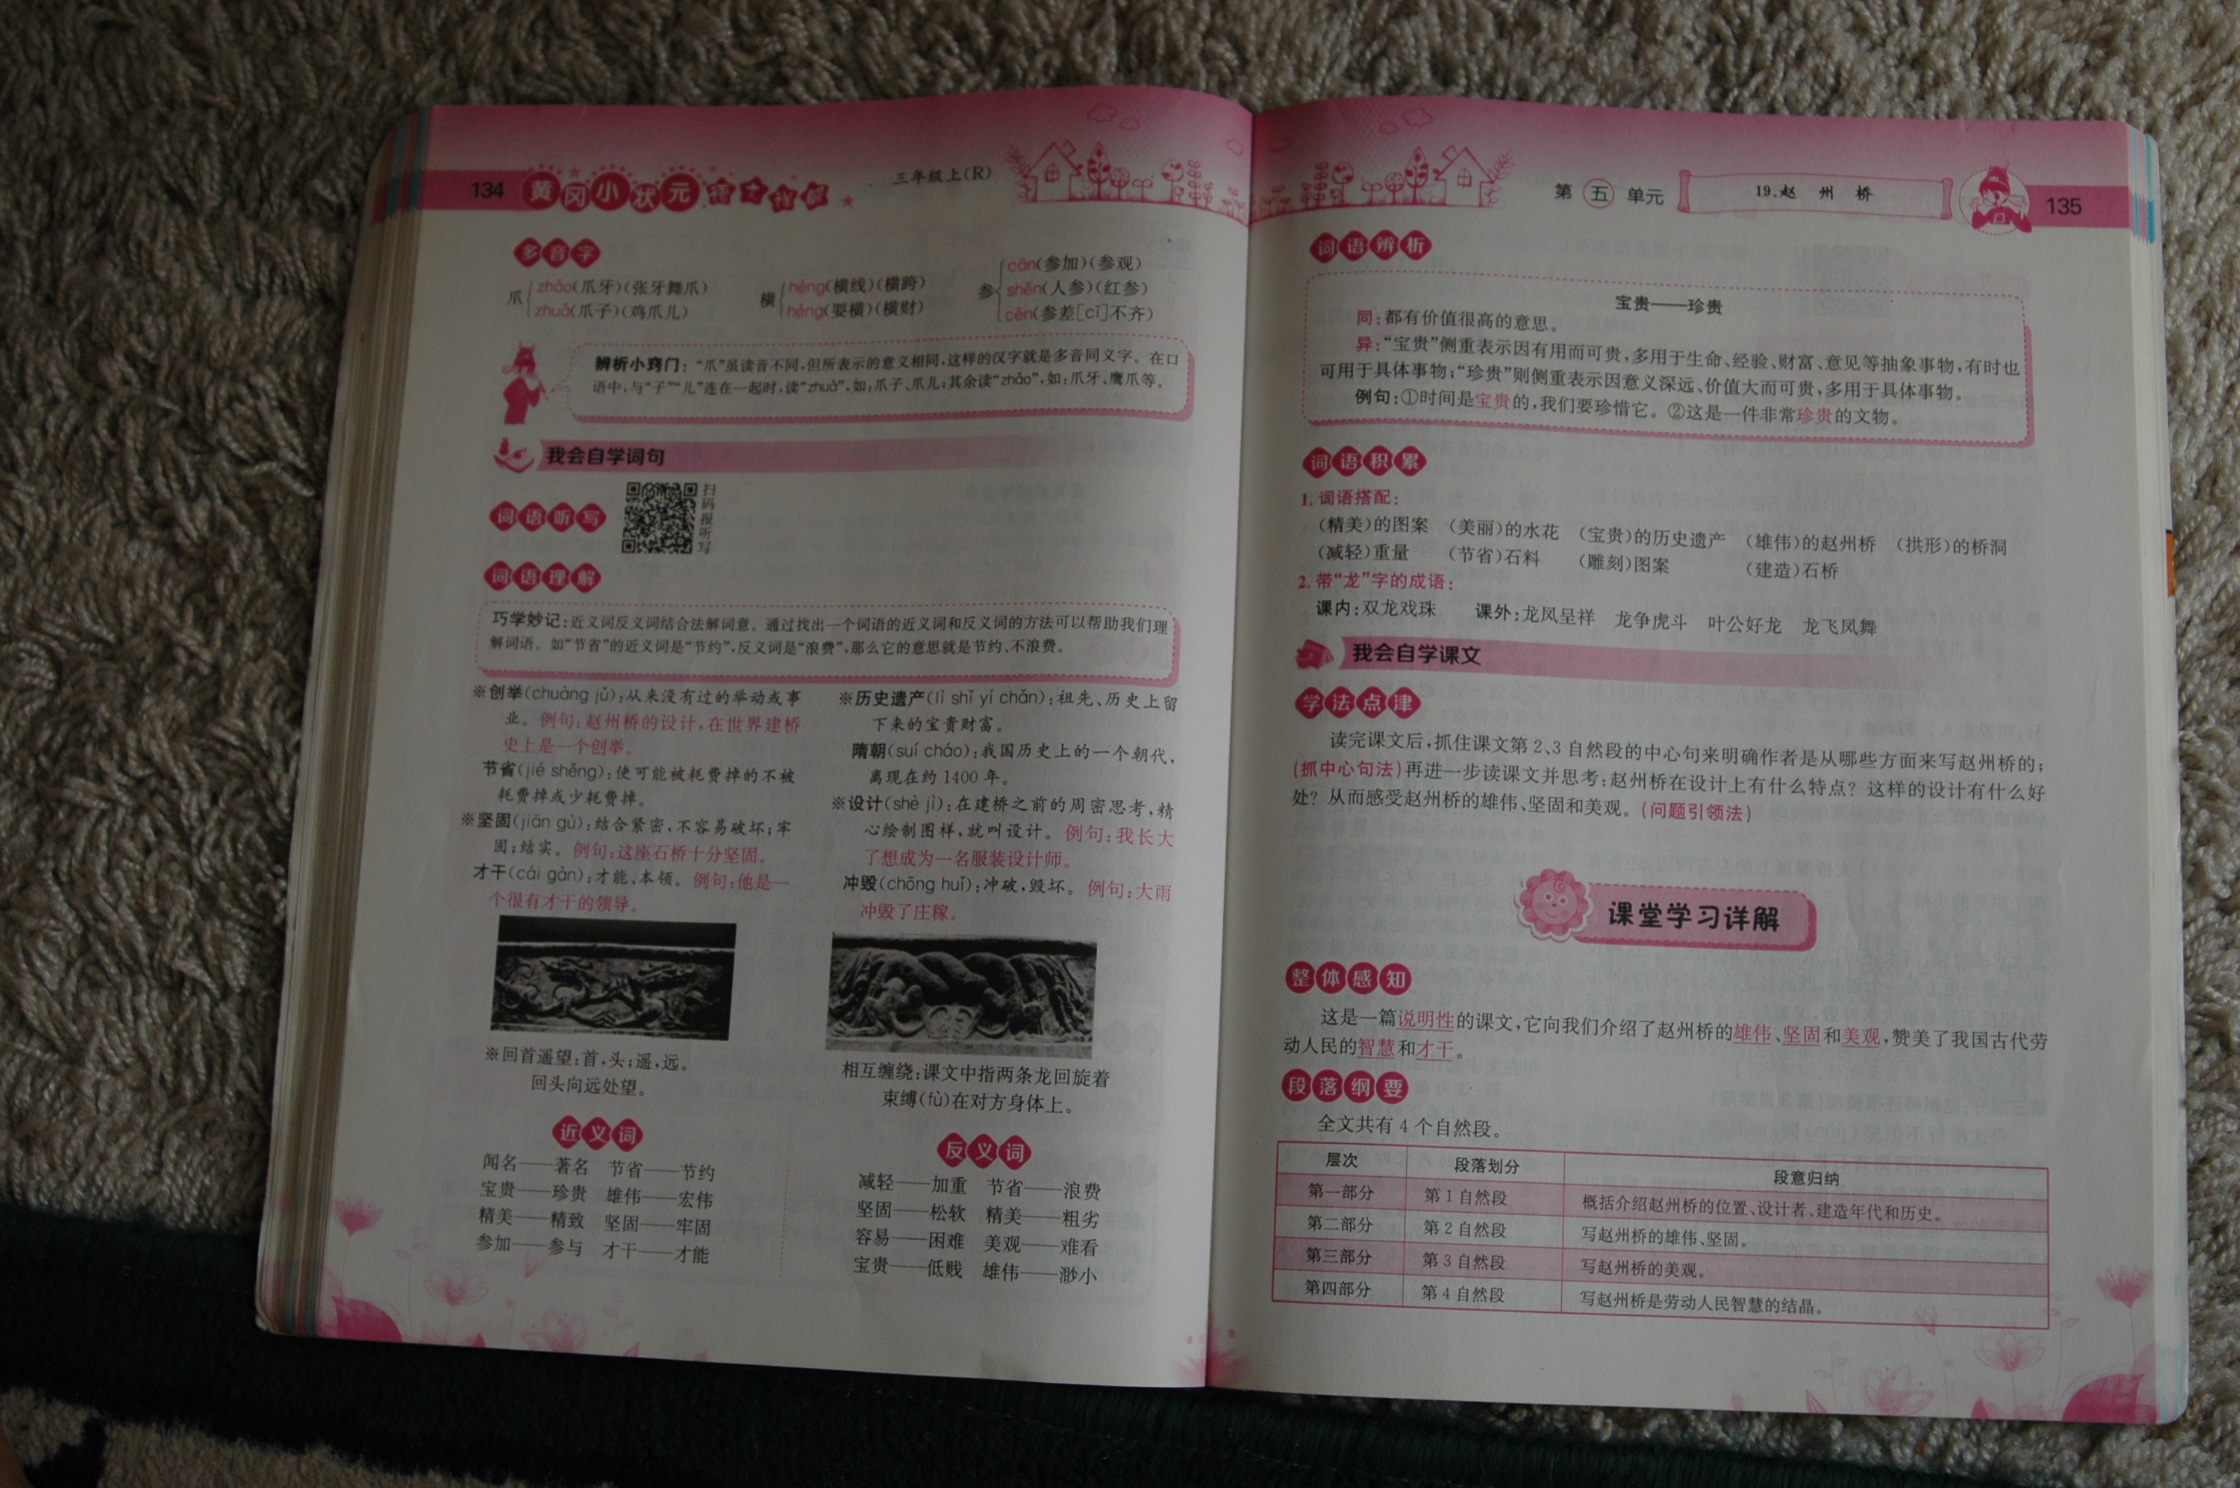 134 黄冈小状元 语文详解 三年级上(R)
多音字
爪{zhǎo(爪牙)(张牙舞爪)
zhuǎ(爪子)(鸡爪儿)
横{héng(横线)(横跨)
hèng(蛮横)(横财)
参{cān(参加)(参观)
shēn(人参)(红参)
cēn(参差[cī]不齐)
辨析小窍门:“爪”虽读音不同,但所表示的意义相同,这样的汉字就是多音同义字。在口
语中,与“子”“儿”连在一起时,读“zhuǎ”,如:爪子、爪儿;其余读“zhǎo”,如:爪牙、鹰爪等。
我会自学词句
词语听写
扫码报听写
词语理解
巧学妙记:近义词反义词结合法解词意。通过找出一个词语的近义词和反义词的方法可以帮助我们理
解词语。如“节省”的近义词是“节约”,反义词是“浪费”,那么它的意思就是节约、不浪费。
※创举(chuàng jǔ):从来没有过的举动或事
业。例句:赵州桥的设计,在世界建桥
史上是一个创举。
节省(jié shěng):使可能被耗费掉的不被
耗费掉或少耗费掉。
※坚固(jiān gù):结合紧密,不容易破坏;牢
固;结实。例句:这座石桥十分坚固。
才干(cái gàn):才能、本领。例句:他是一
个很有才干的领导。
※回首遥望:首,头;遥,远。
回头向远处望。
※历史遗产(lì shǐ yí chǎn):祖先、历史上留
下来的宝贵财富。
隋朝(suí cháo):我国历史上的一个朝代,
离现在约1400年。
※设计(shè jì):在建桥之前的周密思考,精
心绘制图样,就叫设计。例句:我长大
了想成为一名服装设计师。
冲毁(chōng huǐ):冲破,毁坏。例句:大雨
冲毁了庄稼。
相互缠绕:课文中指两条龙回旋着
束缚(fù)在对方身体上。
近义词
闻名——著名 节省——节约
宝贵——珍贵 雄伟——宏伟
精美——精致 坚固——牢固
参加——参与 才干——才能
反义词
减轻——加重 节省——浪费
坚固——松软 精美——粗劣
容易——困难 美观——难看
宝贵——低贱 雄伟——渺小
第五单元 19.赵州桥 135
词语辨析
宝贵——珍贵
同:都有价值很高的意思。
异:“宝贵”侧重表示因有用而可贵,多用于生命、经验、财富、意见等抽象事物,有时也
可用于具体事物;“珍贵”则侧重表示因意义深远、价值大而可贵,多用于具体事物。
例句:①时间是宝贵的,我们要珍惜它。②这是一件非常珍贵的文物。
词语积累
1. 词语搭配:
(精美)的图案 (美丽)的水花 (宝贵)的历史遗产 (雄伟)的赵州桥 (拱形)的桥洞
(减轻)重量 (节省)石料 (雕刻)图案 (建造)石桥
2. 带“龙”字的成语:
课内:双龙戏珠 课外:龙凤呈祥 龙争虎斗 叶公好龙 龙飞凤舞
我会自学课文
学法点津
读完课文后,抓住课文第2、3自然段的中心句来明确作者是从哪些方面来写赵州桥的;
(抓中心句法)再进一步读课文并思考:赵州桥在设计上有什么特点?这样的设计有什么好
处?从而感受赵州桥的雄伟、坚固和美观。(问题引领法)
课堂学习详解
整体感知
这是一篇说明性的课文,它向我们介绍了赵州桥的雄伟、坚固和美观,赞美了我国古代劳
动人民的智慧和才干。
段落纲要
全文共有4个自然段。
层次 段落划分 段意归纳
第一部分 第1自然段 概括介绍赵州桥的位置、设计者、建造年代和历史。
第二部分 第2自然段 写赵州桥的雄伟、坚固。
第三部分 第3自然段 写赵州桥的美观。
第四部分 第4自然段 写赵州桥是劳动人民智慧的结晶。